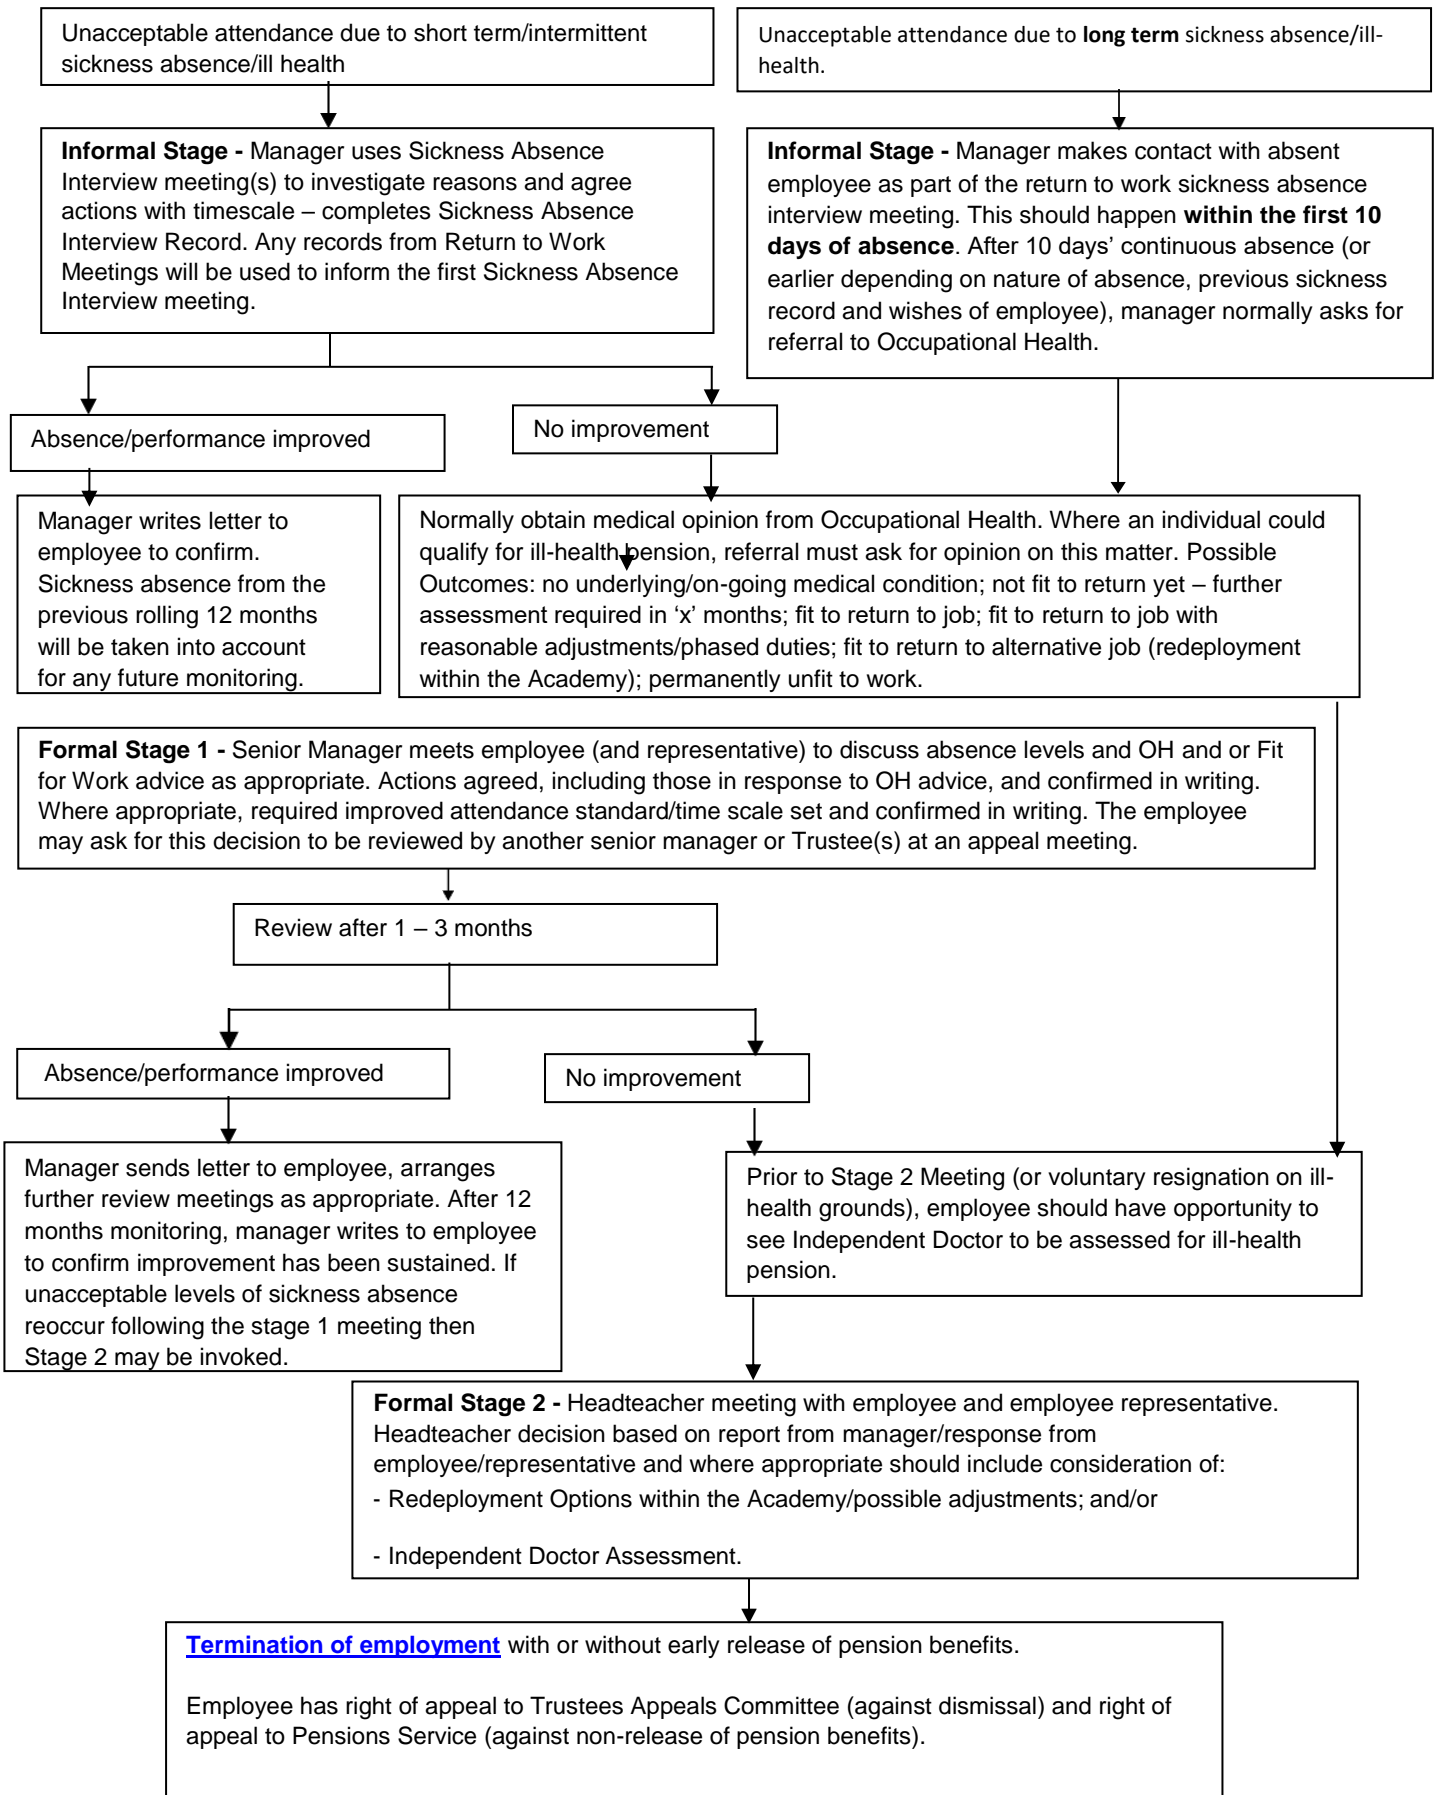 Unacceptable attendance due to short term/intermittent
sickness absence/ill health
Unacceptable attendance due to long term sickness absence/ill-
health.
Informal Stage - Manager uses Sickness Absence
Interview meeting(s) to investigate reasons and agree
actions with timescale – completes Sickness Absence
Interview Record. Any records from Return to Work
Meetings will be used to inform the first Sickness Absence
Interview meeting.
Informal Stage - Manager makes contact with absent
employee as part of the return to work sickness absence
interview meeting. This should happen within the first 10
days of absence. After 10 days’ continuous absence (or
earlier depending on nature of absence, previous sickness
record and wishes of employee), manager normally asks for
referral to Occupational Health.
Absence/performance improved
No improvement
Manager writes letter to
employee to confirm.
Sickness absence from the
previous rolling 12 months
will be taken into account
for any future monitoring.
Normally obtain medical opinion from Occupational Health. Where an individual could
qualify for ill-health pension, referral must ask for opinion on this matter. Possible
Outcomes: no underlying/on-going medical condition; not fit to return yet – further
assessment required in ‘x’ months; fit to return to job; fit to return to job with
reasonable adjustments/phased duties; fit to return to alternative job (redeployment
within the Academy); permanently unfit to work.
Formal Stage 1 - Senior Manager meets employee (and representative) to discuss absence levels and OH and or Fit
for Work advice as appropriate. Actions agreed, including those in response to OH advice, and confirmed in writing.
Where appropriate, required improved attendance standard/time scale set and confirmed in writing. The employee
may ask for this decision to be reviewed by another senior manager or Trustee(s) at an appeal meeting.
Review after 1 – 3 months
Absence/performance improved
No improvement
Manager sends letter to employee, arranges
further review meetings as appropriate. After 12
months monitoring, manager writes to employee
to confirm improvement has been sustained. If
unacceptable levels of sickness absence
reoccur following the stage 1 meeting then
Stage 2 may be invoked.
Prior to Stage 2 Meeting (or voluntary resignation on ill-
health grounds), employee should have opportunity to
see Independent Doctor to be assessed for ill-health
pension.
Formal Stage 2 - Headteacher meeting with employee and employee representative.
Headteacher decision based on report from manager/response from
employee/representative and where appropriate should include consideration of:
- Redeployment Options within the Academy/possible adjustments; and/or
- Independent Doctor Assessment.
Termination of employment with or without early release of pension benefits.
Employee has right of appeal to Trustees Appeals Committee (against dismissal) and right of
appeal to Pensions Service (against non-release of pension benefits).